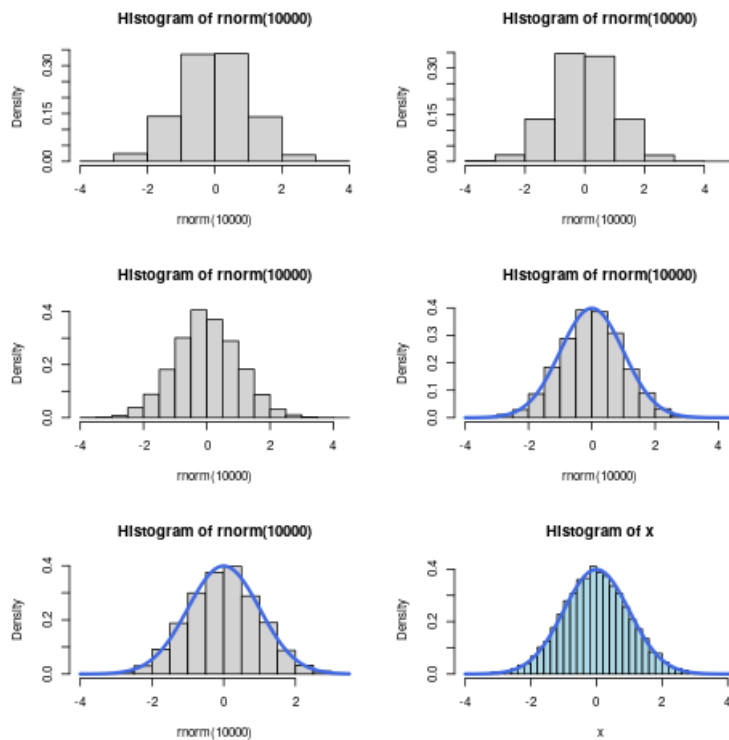 Histogram of rnorm(10000)
Density
0.00 0.15 0.30
-4 -2 0 2 4
rnorm(10000)
Histogram of rnorm(10000)
Density
0.00 0.15 0.30
-4 -2 0 2 4
rnorm(10000)
Histogram of rnorm(10000)
Density
0.0 0.2 0.4
-4 -2 0 2 4
rnorm(10000)
Histogram of rnorm(10000)
Density
0.0 0.1 0.2 0.3 0.4
-4 -2 0 2 4
rnorm(10000)
Histogram of rnorm(10000)
Density
0.0 0.2 0.4
-4 -2 0 2
rnorm(10000)
Histogram of x
Density
0.0 0.2 0.4
-4 -2 0 2 4
x